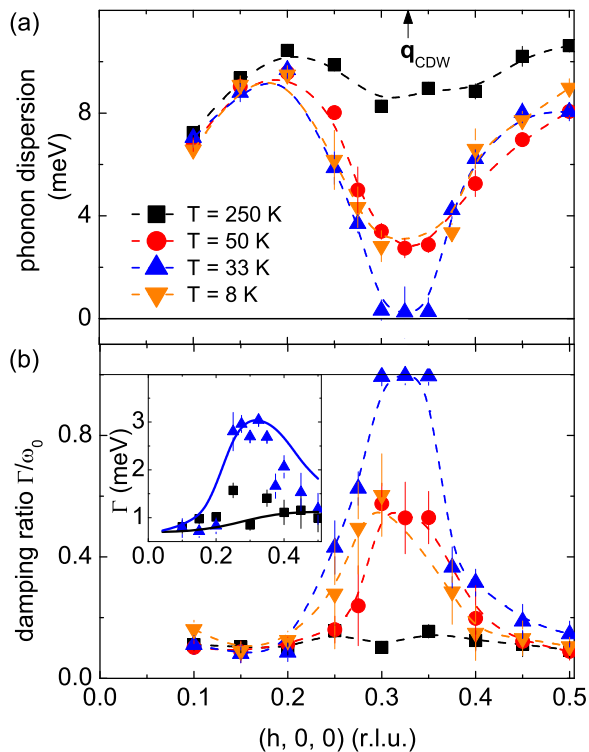 (a)
q_CDW
8
4
0
phonon dispersion
(meV)
T = 250 K
T = 50 K
T = 33 K
T = 8 K
(b)
0.8
0.4
0.0
damping ratio Γ/ω₀
3
2
1
Γ (meV)
0.0 0.2 0.4
0.0 0.1 0.2 0.3 0.4 0.5
(h, 0, 0) (r.l.u.)